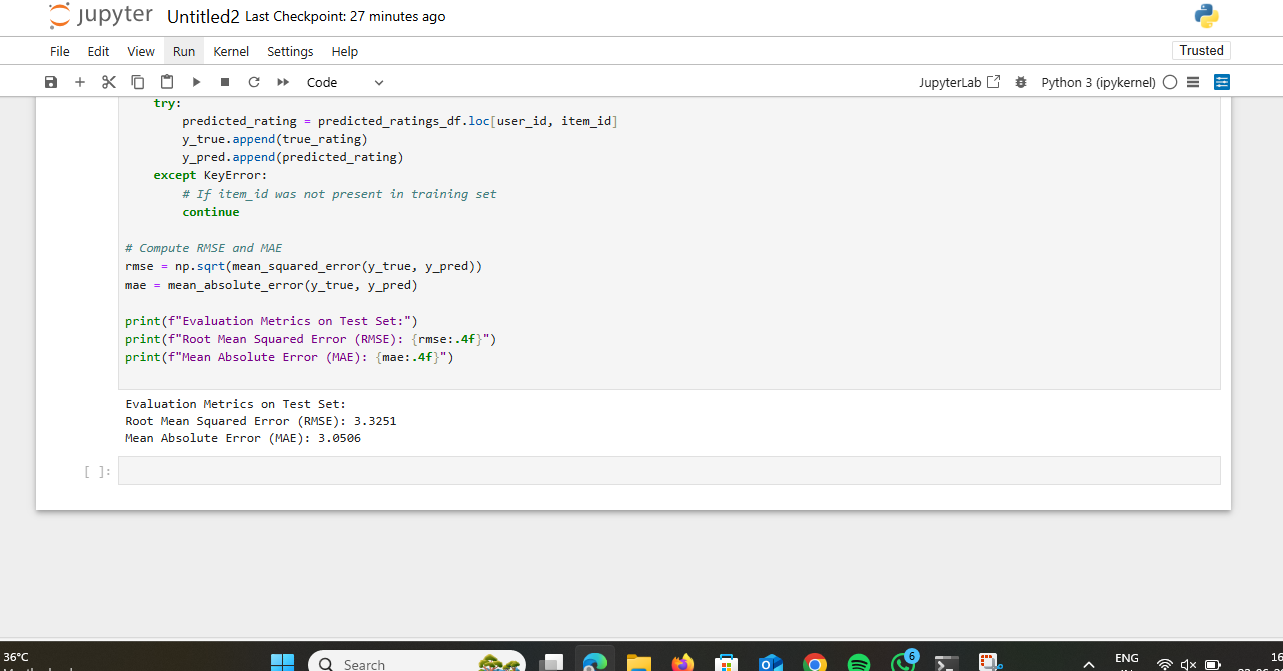 jupyter Untitled2 Last Checkpoint: 27 minutes ago
File Edit View Run Kernel Settings Help
Trusted
Code
JupyterLab
Python 3 (ipykernel)
try:
predicted_rating = predicted_ratings_df.loc[user_id, item_id]
y_true.append(true_rating)
y_pred.append(predicted_rating)
except KeyError:
# If item_id was not present in training set
continue
# Compute RMSE and MAE
rmse = np.sqrt(mean_squared_error(y_true, y_pred))
mae = mean_absolute_error(y_true, y_pred)
print(f"Evaluation Metrics on Test Set:")
print(f"Root Mean Squared Error (RMSE): {rmse:.4f}")
print(f"Mean Absolute Error (MAE): {mae:.4f}")
Evaluation Metrics on Test Set:
Root Mean Squared Error (RMSE): 3.3251
Mean Absolute Error (MAE): 3.0506
[ ]:
36°C
Search
6
ENG